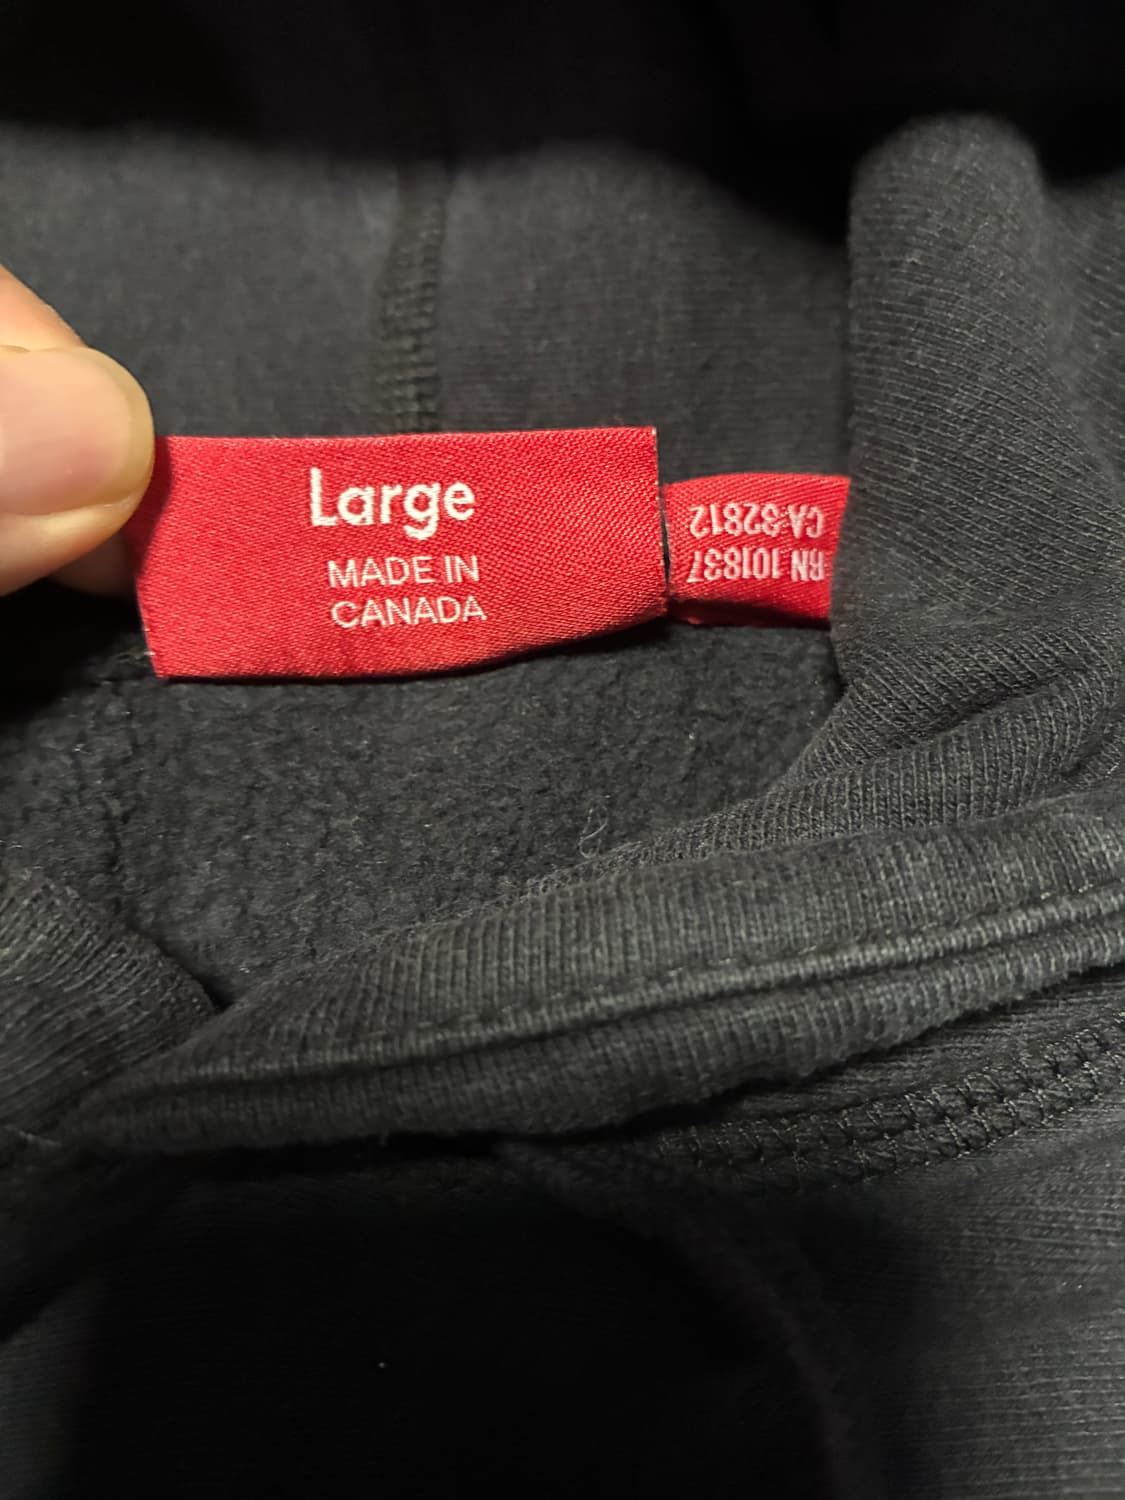 Large
MADE IN
CANADA
RN 101837
CA-32812